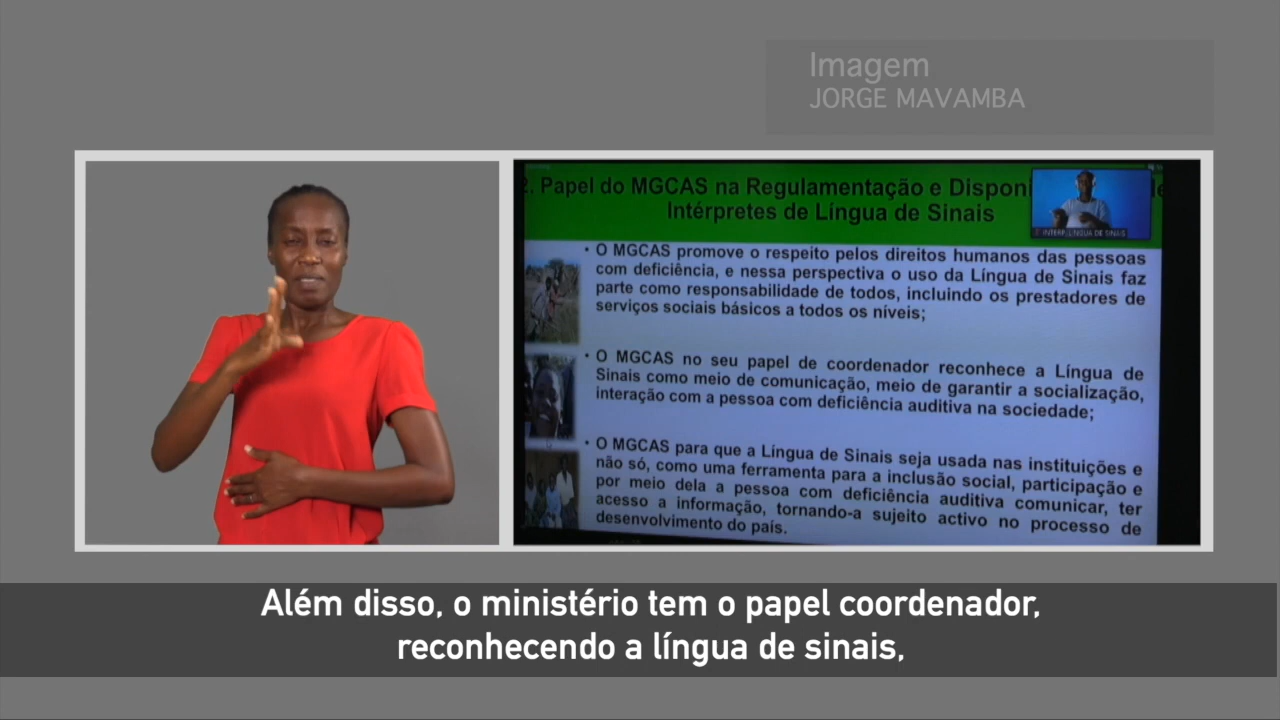 Imagem
JORGE MAVAMBA
2. Papel do MGCAS na Regulamentação e
Intérpretes de Língua de Sinais
INTERP. LÍNGUA DE SINAIS
• O MGCAS promove o respeito pelos direitos humanos das pessoas
com deficiência, e nessa perspectiva o uso da Língua de Sinais faz
parte como responsabilidade de todos, incluindo os prestadores de
serviços sociais básicos a todos os níveis;
• O MGCAS no seu papel de coordenador reconhece a Língua de
Sinais como meio de comunicação, meio de garantir a socialização,
interação com a pessoa com deficiência auditiva na sociedade;
• O MGCAS para que a Língua de Sinais seja usada nas instituições e
não só, como uma ferramenta para a inclusão social, participação e
por meio dela a pessoa com deficiência auditiva comunicar, ter
acesso a informação, tornando-a sujeito activo no processo de
desenvolvimento do país.
Além disso, o ministério tem o papel coordenador,
reconhecendo a língua de sinais,